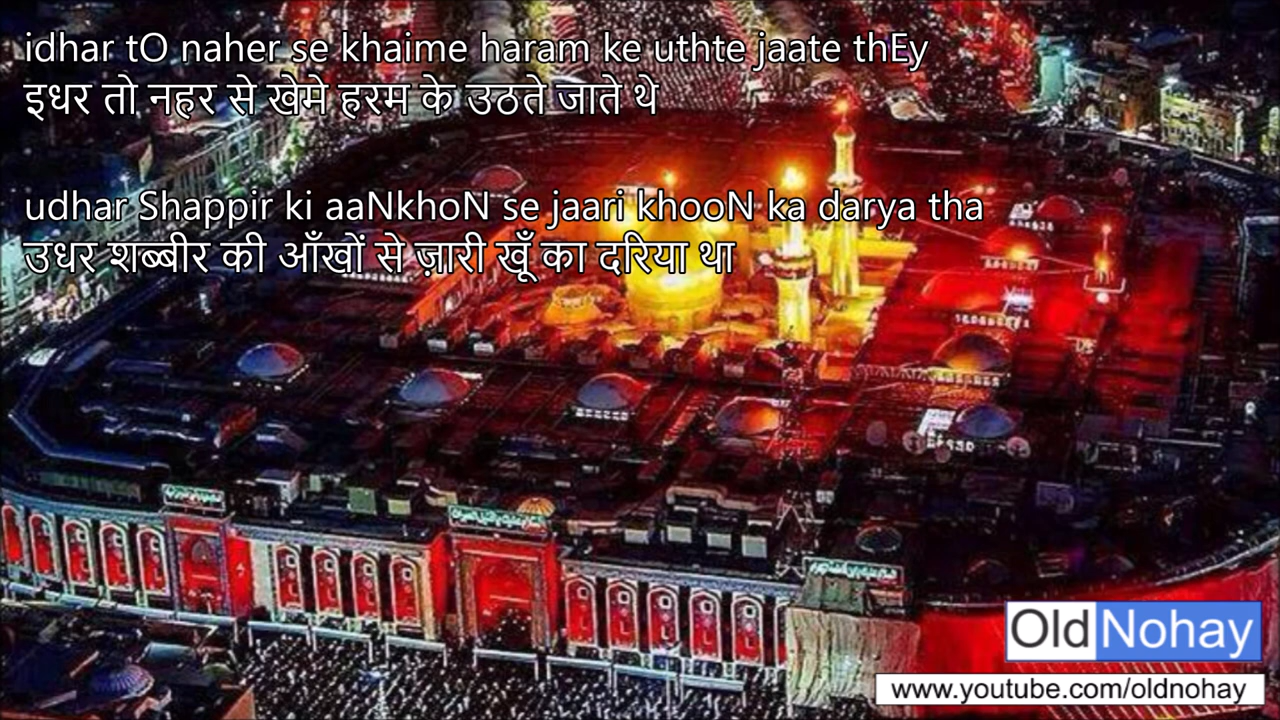 idhar tO naher se khaime haram ke uthte jaate thEy
इधर तो नहर से खेमे हरम के उठते जाते थे
udhar Shappir ki aaNkhoN se jaari khooN ka darya tha
उधर शब्बीर की आँखों से ज़ारी खूँ का दरिया था
OldNohay
www.youtube.com/oldnohay